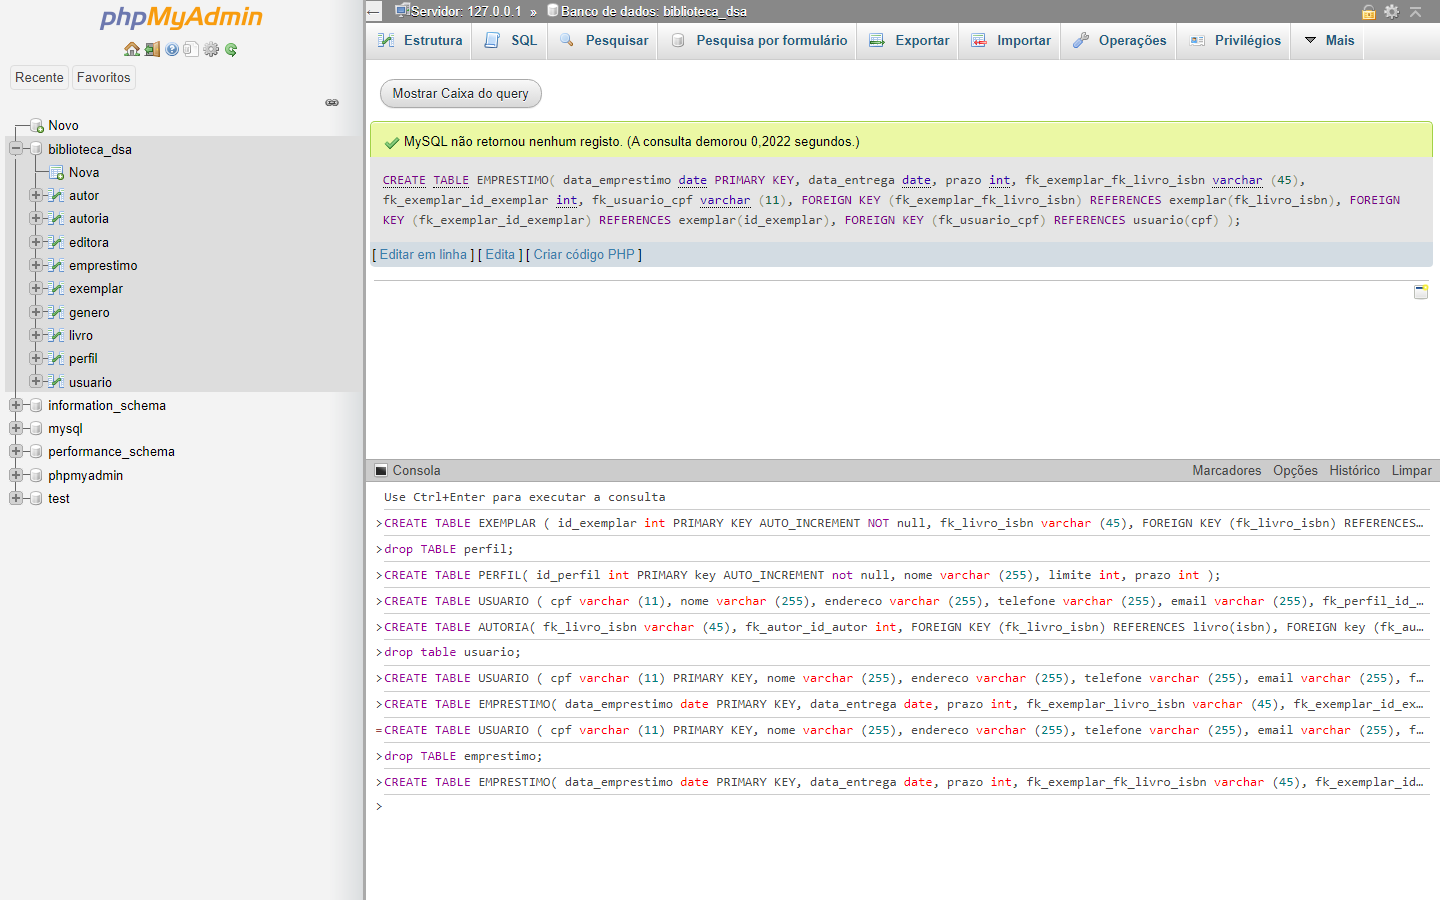 phpMyAdmin
Recente Favoritos
Novo
biblioteca_dsa
Nova
autor
autoria
editora
emprestimo
exemplar
genero
livro
perfil
usuario
information_schema
mysql
performance_schema
phpmyadmin
test
Servidor: 127.0.0.1 » Banco de dados: biblioteca_dsa
Estrutura SQL Pesquisar Pesquisa por formulário Exportar Importar Operações Privilégios Mais
Mostrar Caixa do query
MySQL não retornou nenhum registo. (A consulta demorou 0,2022 segundos.)
CREATE TABLE EMPRESTIMO( data_emprestimo date PRIMARY KEY, data_entrega date, prazo int, fk_exemplar_fk_livro_isbn varchar (45),
fk_exemplar_id_exemplar int, fk_usuario_cpf varchar (11), FOREIGN KEY (fk_exemplar_fk_livro_isbn) REFERENCES exemplar(fk_livro_isbn), FOREIGN
KEY (fk_exemplar_id_exemplar) REFERENCES exemplar(id_exemplar), FOREIGN KEY (fk_usuario_cpf) REFERENCES usuario(cpf) );
[ Editar em linha ] [ Edita ] [ Criar código PHP ]
Consola Marcadores Opções Histórico Limpar
Use Ctrl+Enter para executar a consulta
>CREATE TABLE EXEMPLAR ( id_exemplar int PRIMARY KEY AUTO_INCREMENT NOT null, fk_livro_isbn varchar (45), FOREIGN KEY (fk_livro_isbn) REFERENCES…
>drop TABLE perfil;
>CREATE TABLE PERFIL( id_perfil int PRIMARY key AUTO_INCREMENT not null, nome varchar (255), limite int, prazo int );
>CREATE TABLE USUARIO ( cpf varchar (11), nome varchar (255), endereco varchar (255), telefone varchar (255), email varchar (255), fk_perfil_id_…
>CREATE TABLE AUTORIA( fk_livro_isbn varchar (45), fk_autor_id_autor int, FOREIGN KEY (fk_livro_isbn) REFERENCES livro(isbn), FOREIGN key (fk_au…
>drop table usuario;
>CREATE TABLE USUARIO ( cpf varchar (11) PRIMARY KEY, nome varchar (255), endereco varchar (255), telefone varchar (255), email varchar (255), f…
>CREATE TABLE EMPRESTIMO( data_emprestimo date PRIMARY KEY, data_entrega date, prazo int, fk_exemplar_livro_isbn varchar (45), fk_exemplar_id_ex…
=CREATE TABLE USUARIO ( cpf varchar (11) PRIMARY KEY, nome varchar (255), endereco varchar (255), telefone varchar (255), email varchar (255), f…
>drop TABLE emprestimo;
>CREATE TABLE EMPRESTIMO( data_emprestimo date PRIMARY KEY, data_entrega date, prazo int, fk_exemplar_fk_livro_isbn varchar (45), fk_exemplar_id…
>